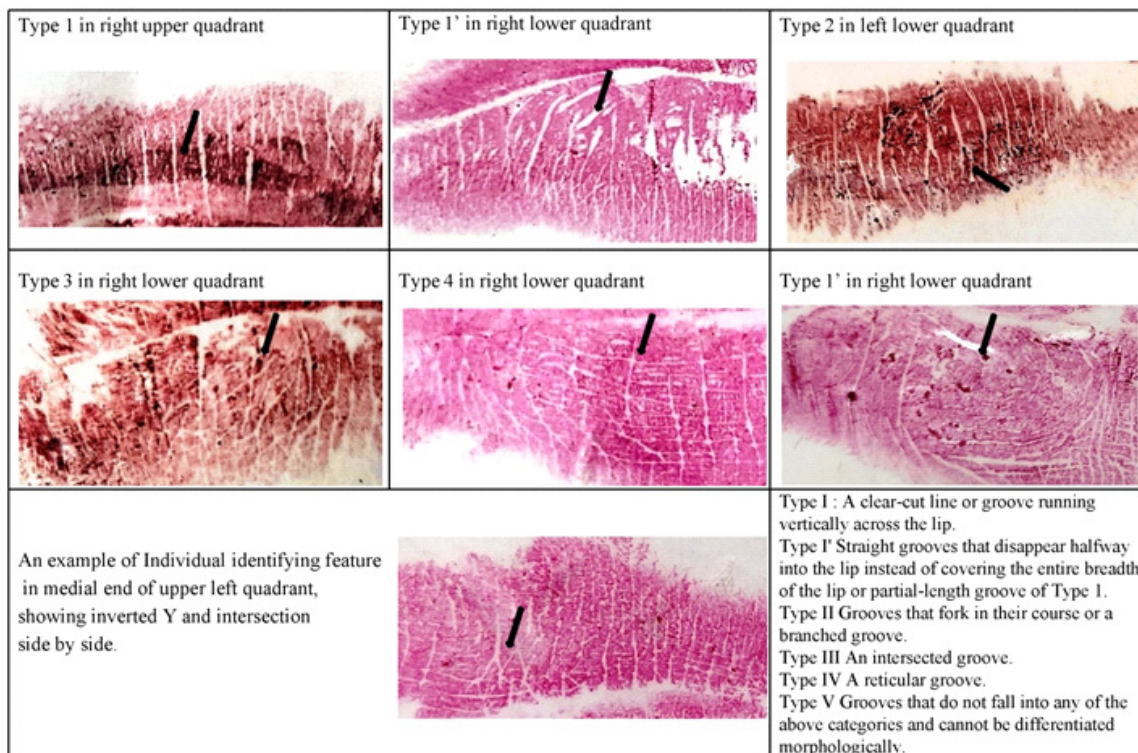 Type 1 in right upper quadrant
Type 1’ in right lower quadrant
Type 2 in left lower quadrant
Type 3 in right lower quadrant
Type 4 in right lower quadrant
Type 1’ in right lower quadrant
An example of Individual identifying feature
in medial end of upper left quadrant,
showing inverted Y and intersection
side by side.
Type I : A clear-cut line or groove running
vertically across the lip.
Type I' Straight grooves that disappear halfway
into the lip instead of covering the entire breadth
of the lip or partial-length groove of Type 1.
Type II Grooves that fork in their course or a
branched groove.
Type III An intersected groove.
Type IV A reticular groove.
Type V Grooves that do not fall into any of the
above categories and cannot be differentiated
morphologically.